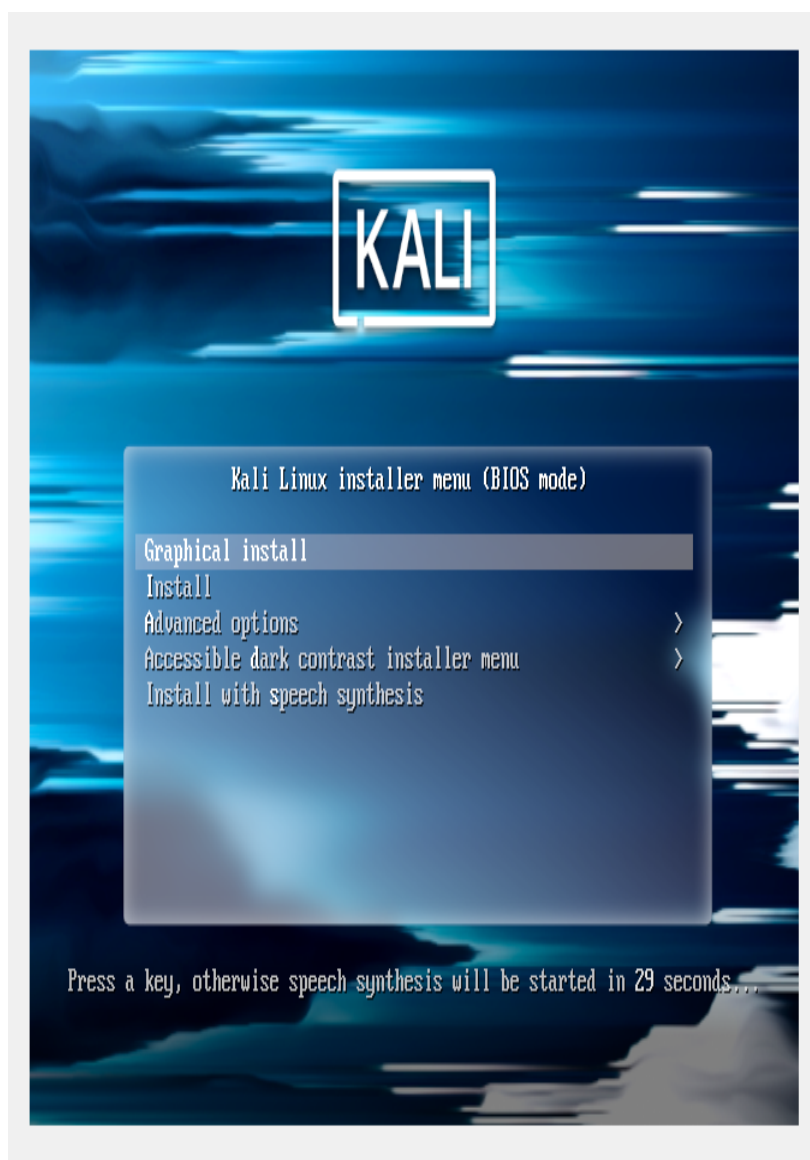 KALI
Kali Linux installer menu (BIOS mode)
Graphical install
Install
Advanced options >
Accessible dark contrast installer menu >
Install with speech synthesis
Press a key, otherwise speech synthesis will be started in 29 seconds...